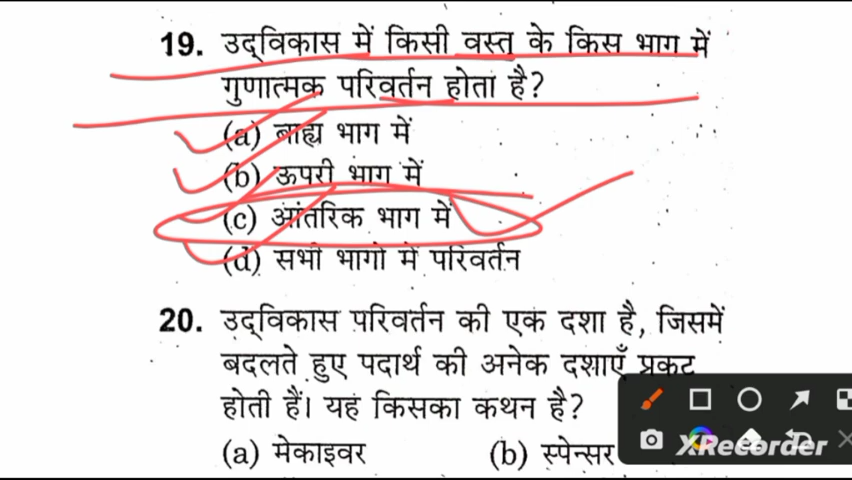 19. उद्विकास में किसी वस्तु के किस भाग में
गुणात्मक परिवर्तन होता है?
(a) बाह्य भाग में
(b) ऊपरी भाग में
(c) आंतरिक भाग में
(d) सभी भागों में परिवर्तन
20. उद्विकास परिवर्तन की एक दशा है, जिसमें
बदलते हुए पदार्थ की अनेक दशाएँ प्रकट
होती हैं। यह किसका कथन है?
(a) मेकाइवर (b) स्पेन्सर
XRecorder